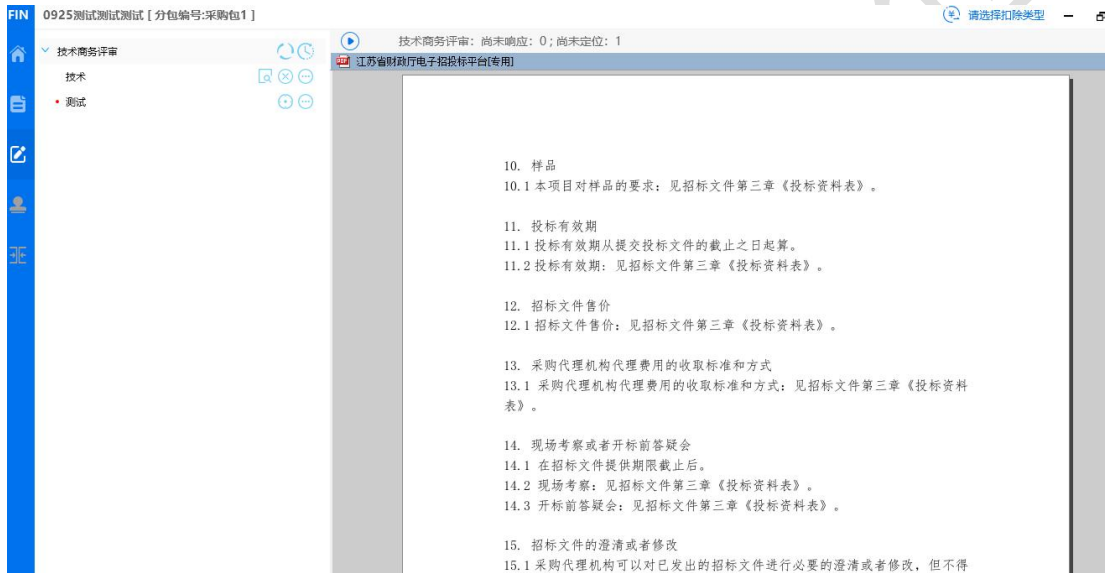 FIN 0925测试测试测试 [ 分包编号:采购包1 ] 请选择扣除类型
技术商务评审
技术
测试
技术商务评审：尚未响应：0；尚未定位：1
江苏省财政厅电子招投标平台[专用]
10. 样品
10.1 本项目对样品的要求：见招标文件第三章《投标资料表》。
11. 投标有效期
11.1 投标有效期从提交投标文件的截止之日起算。
11.2 投标有效期：见招标文件第三章《投标资料表》。
12. 招标文件售价
12.1 招标文件售价：见招标文件第三章《投标资料表》。
13. 采购代理机构代理费用的收取标准和方式
13.1 采购代理机构代理费用的收取标准和方式：见招标文件第三章《投标资料
表》。
14. 现场考察或者开标前答疑会
14.1 在招标文件提供期限截止后。
14.2 现场考察：见招标文件第三章《投标资料表》。
14.3 开标前答疑会：见招标文件第三章《投标资料表》。
15. 招标文件的澄清或者修改
15.1 采购代理机构可以对已发出的招标文件进行必要的澄清或者修改，但不得